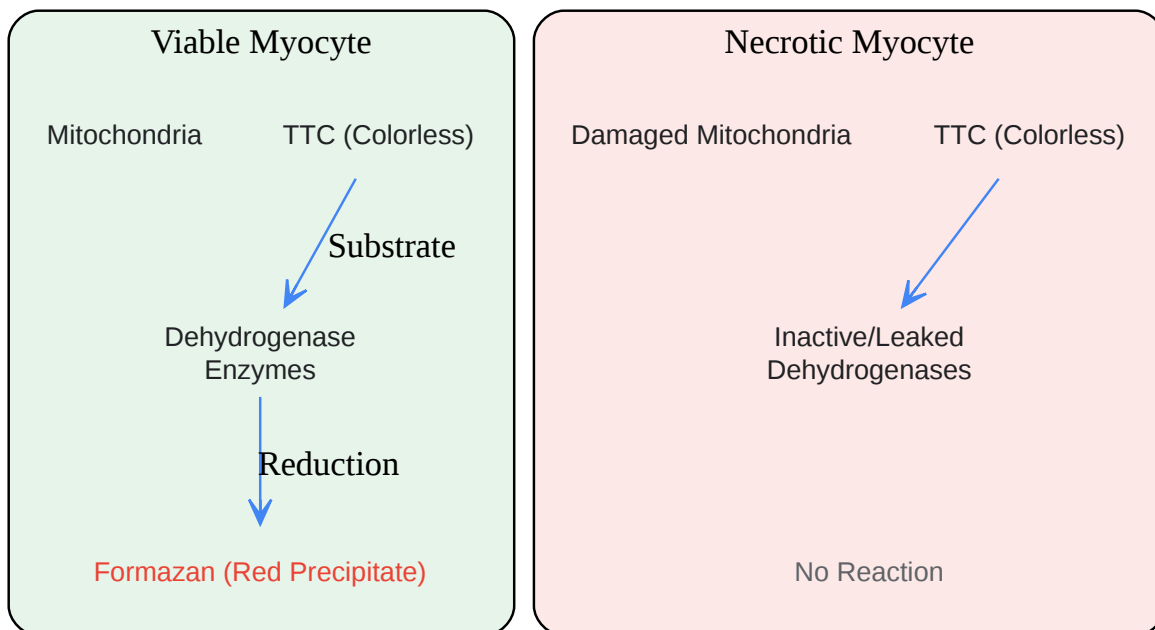 Viable Myocyte
Mitochondria
TTC (Colorless)
Substrate
Dehydrogenase
Enzymes
Reduction
Formazan (Red Precipitate)
Necrotic Myocyte
Damaged Mitochondria
TTC (Colorless)
Inactive/Leaked
Dehydrogenases
No Reaction